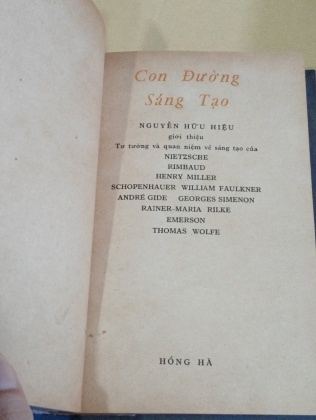 Con Đường
Sáng Tạo
NGUYỄN HỮU HIỆU
giới thiệu
Tư tưởng và quan niệm về sáng tạo của
NIETZSCHE
RIMBAUD
HENRY MILLER
SCHOPENHAUER WILLIAM FAULKNER
ANDRÉ GIDE GEORGES SIMENON
RAINER-MARIA RILKE
EMERSON
THOMAS WOLFE
HỒNG HÀ